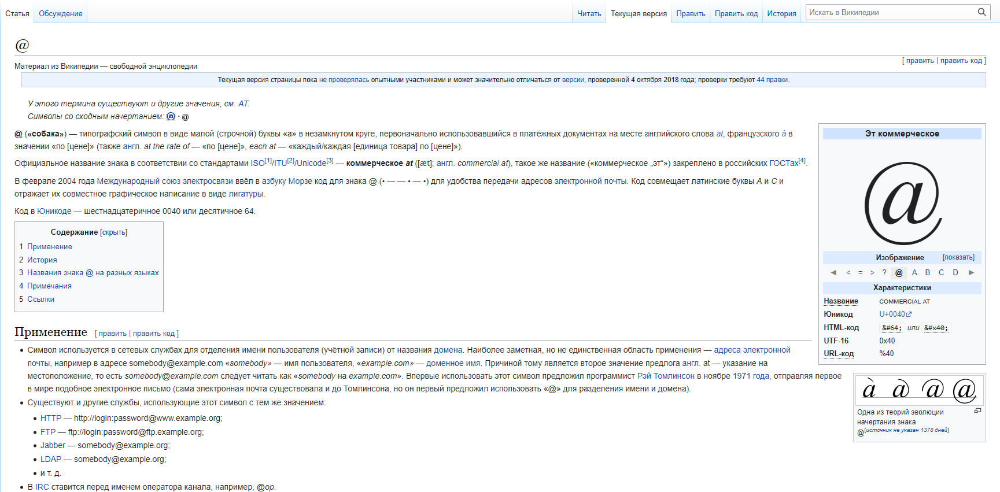 Статья Обсуждение Читать Текущая версия Править Править код История Искать в Википедии
@
[ править | править код ]
Материал из Википедии — свободной энциклопедии
Текущая версия страницы пока не проверялась опытными участниками и может значительно отличаться от версии, проверенной 4 октября 2018 года; проверки требуют 44 правки.
У этого термина существуют и другие значения, см. AT.
Символы со сходным начертанием: ⓐ · @
@ («собака») — типографский символ в виде малой (строчной) буквы «a» в незамкнутом круге, первоначально использовавшийся в платёжных документах на месте английского слова at, французского à в
значении «по [цене]» (также англ. at the rate of — «по [цене]», each at — «каждый/каждая [единица товара] по [цене]»).
Официальное название знака в соответствии со стандартами ISO[1]/ITU[2]/Unicode[3] — коммерческое at ([æt]; англ. commercial at), такое же название («коммерческое „эт“») закреплено в российских ГОСТах[4].
В феврале 2004 года Международный союз электросвязи ввёл в азбуку Морзе код для знака @ (• — — • — •) для удобства передачи адресов электронной почты. Код совмещает латинские буквы A и C и
отражает их совместное графическое написание в виде лигатуры.
Код в Юникоде — шестнадцатеричное 0040 или десятичное 64.
Содержание [скрыть]
1 Применение
2 История
3 Названия знака @ на разных языках
4 Примечания
5 Ссылки
Эт коммерческое
@
Изображение [показать]
◄ < = > ? @ A B C D ►
Характеристики
Название COMMERCIAL AT
Юникод U+0040
HTML-код &#64; или &#x40;
UTF-16 0x40
URL-код %40
Применение [ править | править код ]
• Символ используется в сетевых службах для отделения имени пользователя (учётной записи) от названия домена. Наиболее заметная, но не единственная область применения — адреса электронной
почты, например в адресе somebody@example.com «somebody» — имя пользователя, «example.com» — доменное имя. Причиной тому является второе значение предлога англ. at — указание на
местоположение, то есть somebody@example.com следует читать как «somebody на example.com». Впервые использовать этот символ предложил программист Рэй Томлинсон в ноябре 1971 года, отправляя первое
в мире подобное электронное письмо (сама электронная почта существовала и до Томлинсона, но он первый предложил использовать «@» для разделения имени и домена).
• Существуют и другие службы, использующие этот символ с тем же значением:
• HTTP — http://login:password@www.example.org;
• FTP — ftp://login:password@ftp.example.org;
• Jabber — somebody@example.org;
• LDAP — somebody@example.org;
• и т. д.
• В IRC ставится перед именем оператора канала, например, @op.
à à @ @
Одна из теорий эволюции
начертания знака
@[источник не указан 1378 дней]